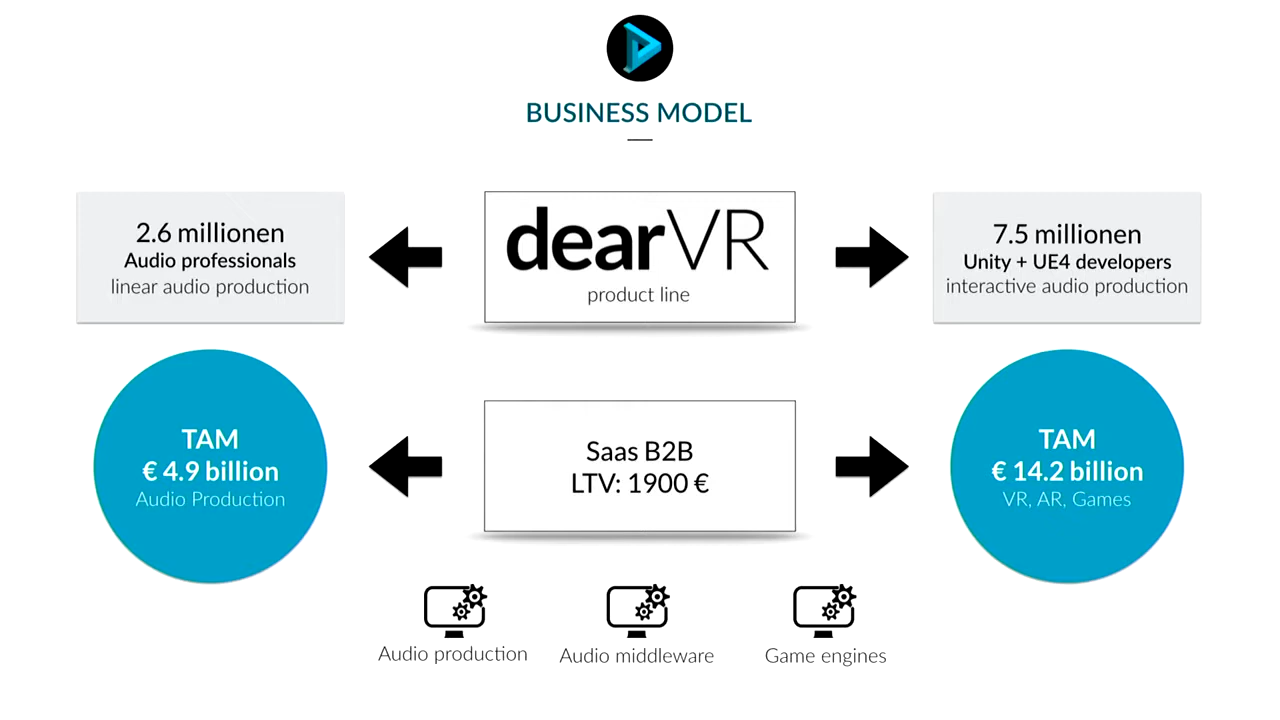 BUSINESS MODEL
2.6 millionen
Audio professionals
linear audio production
dearVR
product line
7.5 millionen
Unity + UE4 developers
interactive audio production
TAM
€ 4.9 billion
Audio Production
Saas B2B
LTV: 1900 €
TAM
€ 14.2 billion
VR, AR, Games
Audio production
Audio middleware
Game engines